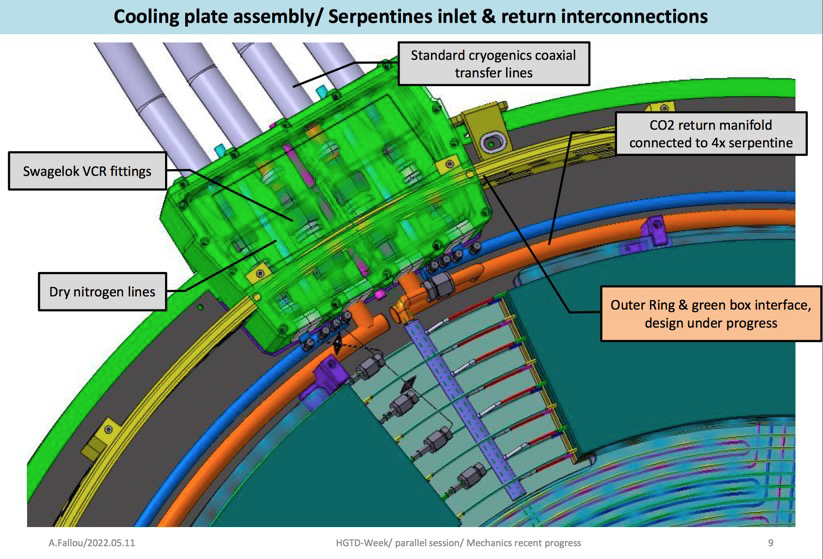 Cooling plate assembly/ Serpentines inlet & return interconnections
Standard cryogenics coaxial
transfer lines
CO2 return manifold
connected to 4x serpentine
Swagelok VCR fittings
Dry nitrogen lines
Outer Ring & green box interface,
design under progress
A.Fallou/2022.05.11
HGTD-Week/ parallel session/ Mechanics recent progress
9